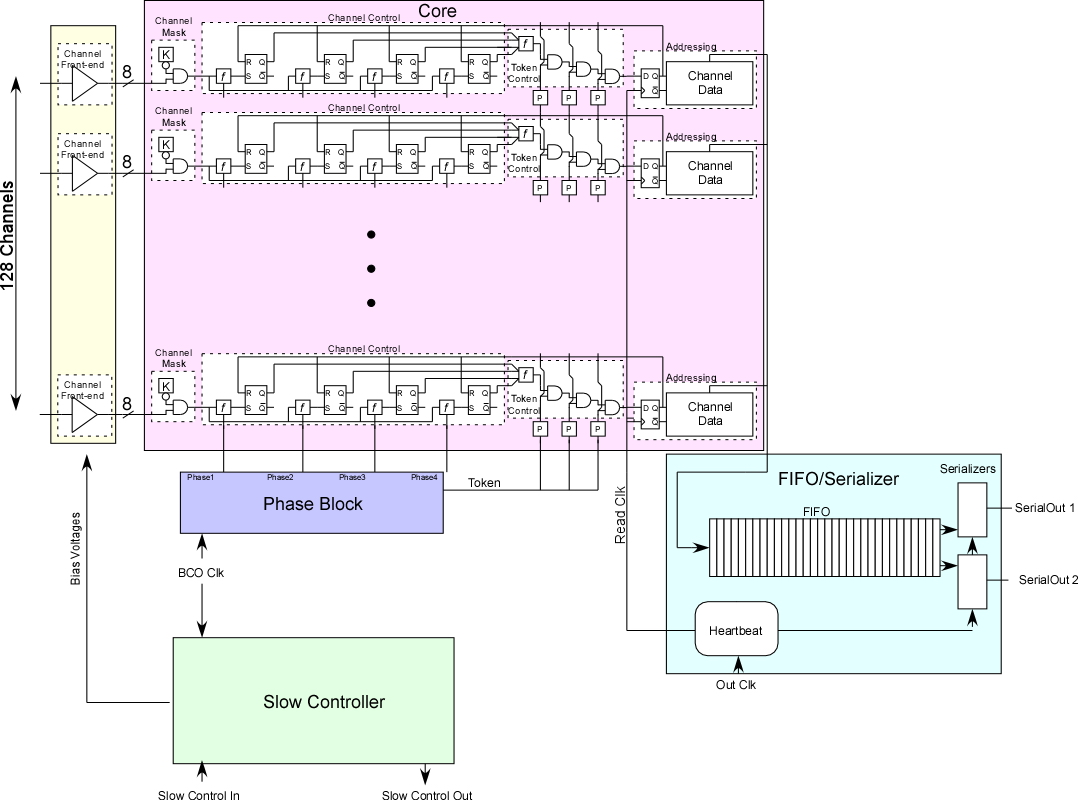 Core
Channel
Mask
Channel Control
Channel
Front-end
8
K
R Q
S Q
R Q
S Q
R Q
S Q
R Q
S Q
f
f
f
f
f
Token
Control
P
P
P
Addressing
D Q
Q
Channel
Data
Channel
Mask
Channel Control
Channel
Front-end
8
K
R Q
S Q
R Q
S Q
R Q
S Q
R Q
S Q
f
f
f
f
f
Token
Control
P
P
P
Addressing
D Q
Q
Channel
Data
128 Channels
Channel
Mask
Channel Control
Channel
Front-end
8
K
R Q
S Q
R Q
S Q
R Q
S Q
R Q
S Q
f
f
f
f
f
Token
Control
P
P
P
Addressing
D Q
Q
Channel
Data
Phase1 Phase2 Phase3 Phase4
Phase Block
Token
Read Clk
Bias Voltages
BCO Clk
FIFO/Serializer
Serializers
FIFO
SerialOut 1
SerialOut 2
Heartbeat
Out Clk
Slow Controller
Slow Control In
Slow Control Out